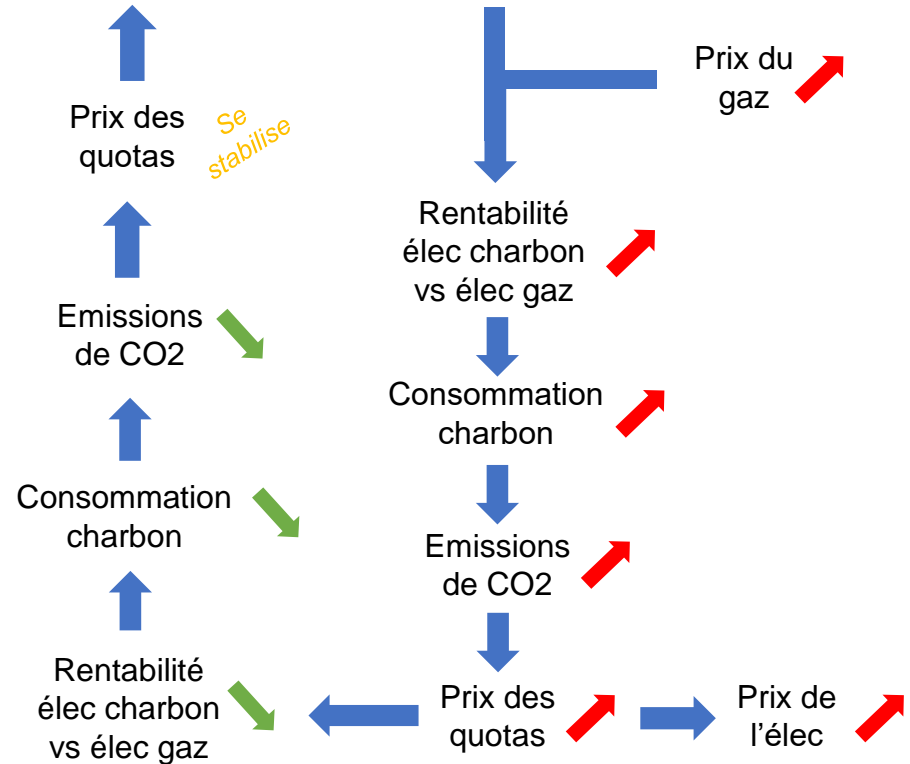 Prix du
gaz
Rentabilité
élec charbon
vs élec gaz
Consommation
charbon
Emissions
de CO2
Prix des
quotas
Prix de
l'élec
Rentabilité
élec charbon
vs élec gaz
Consommation
charbon
Emissions
de CO2
Prix des
quotas
Se
stabilise